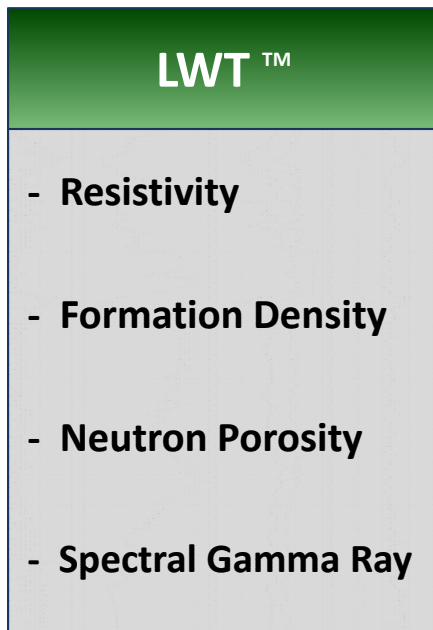 LWT ™
- Resistivity
- Formation Density
- Neutron Porosity
- Spectral Gamma Ray